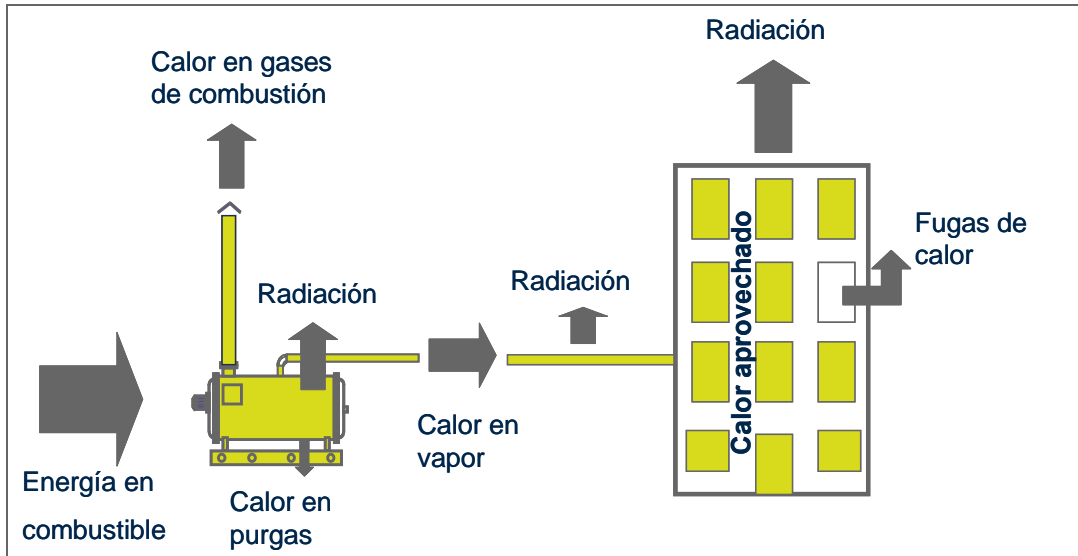 Radiación
Calor en gases
de combustión
Fugas de
calor
Calor aprovechado
Radiación
Radiación
Calor en
vapor
Energía en
combustible
Calor en
purgas